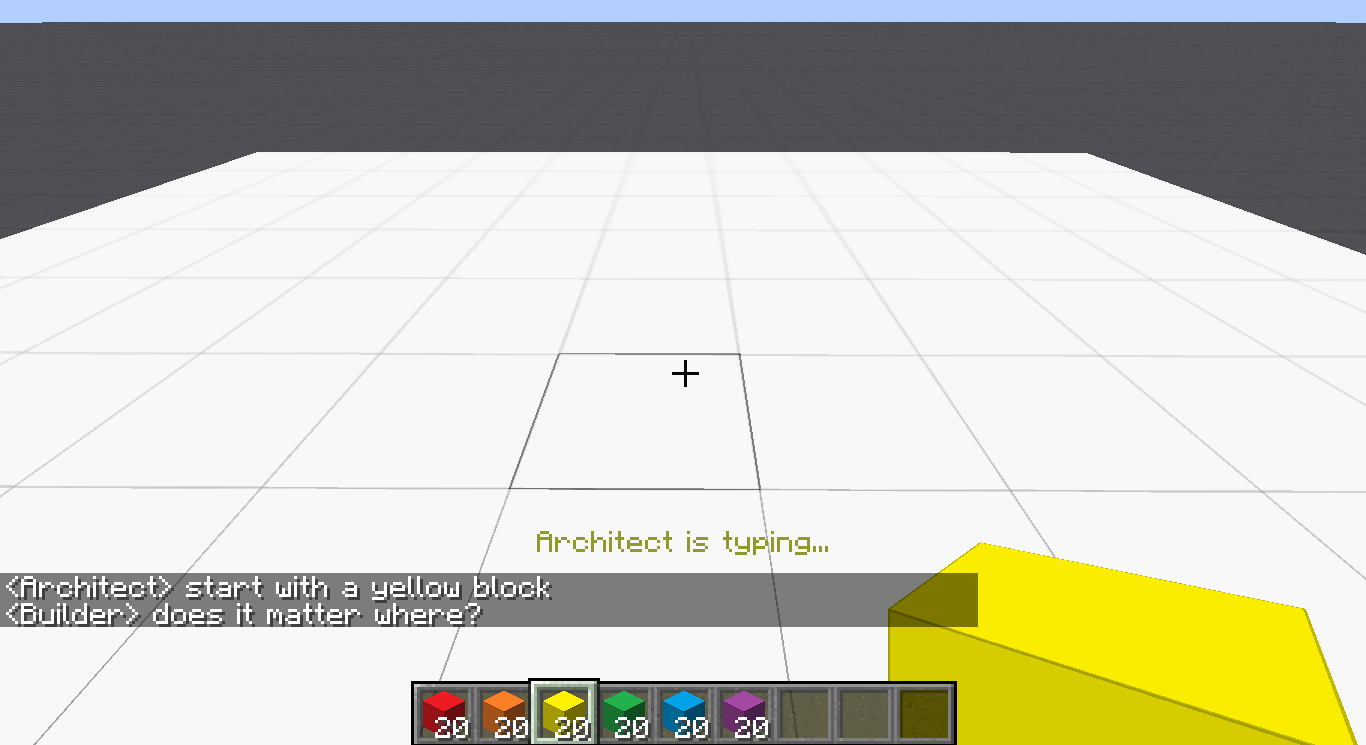 Architect is typing...
<Architect> start with a yellow block
<Builder> does it matter where?
20 20 20 20 20 20